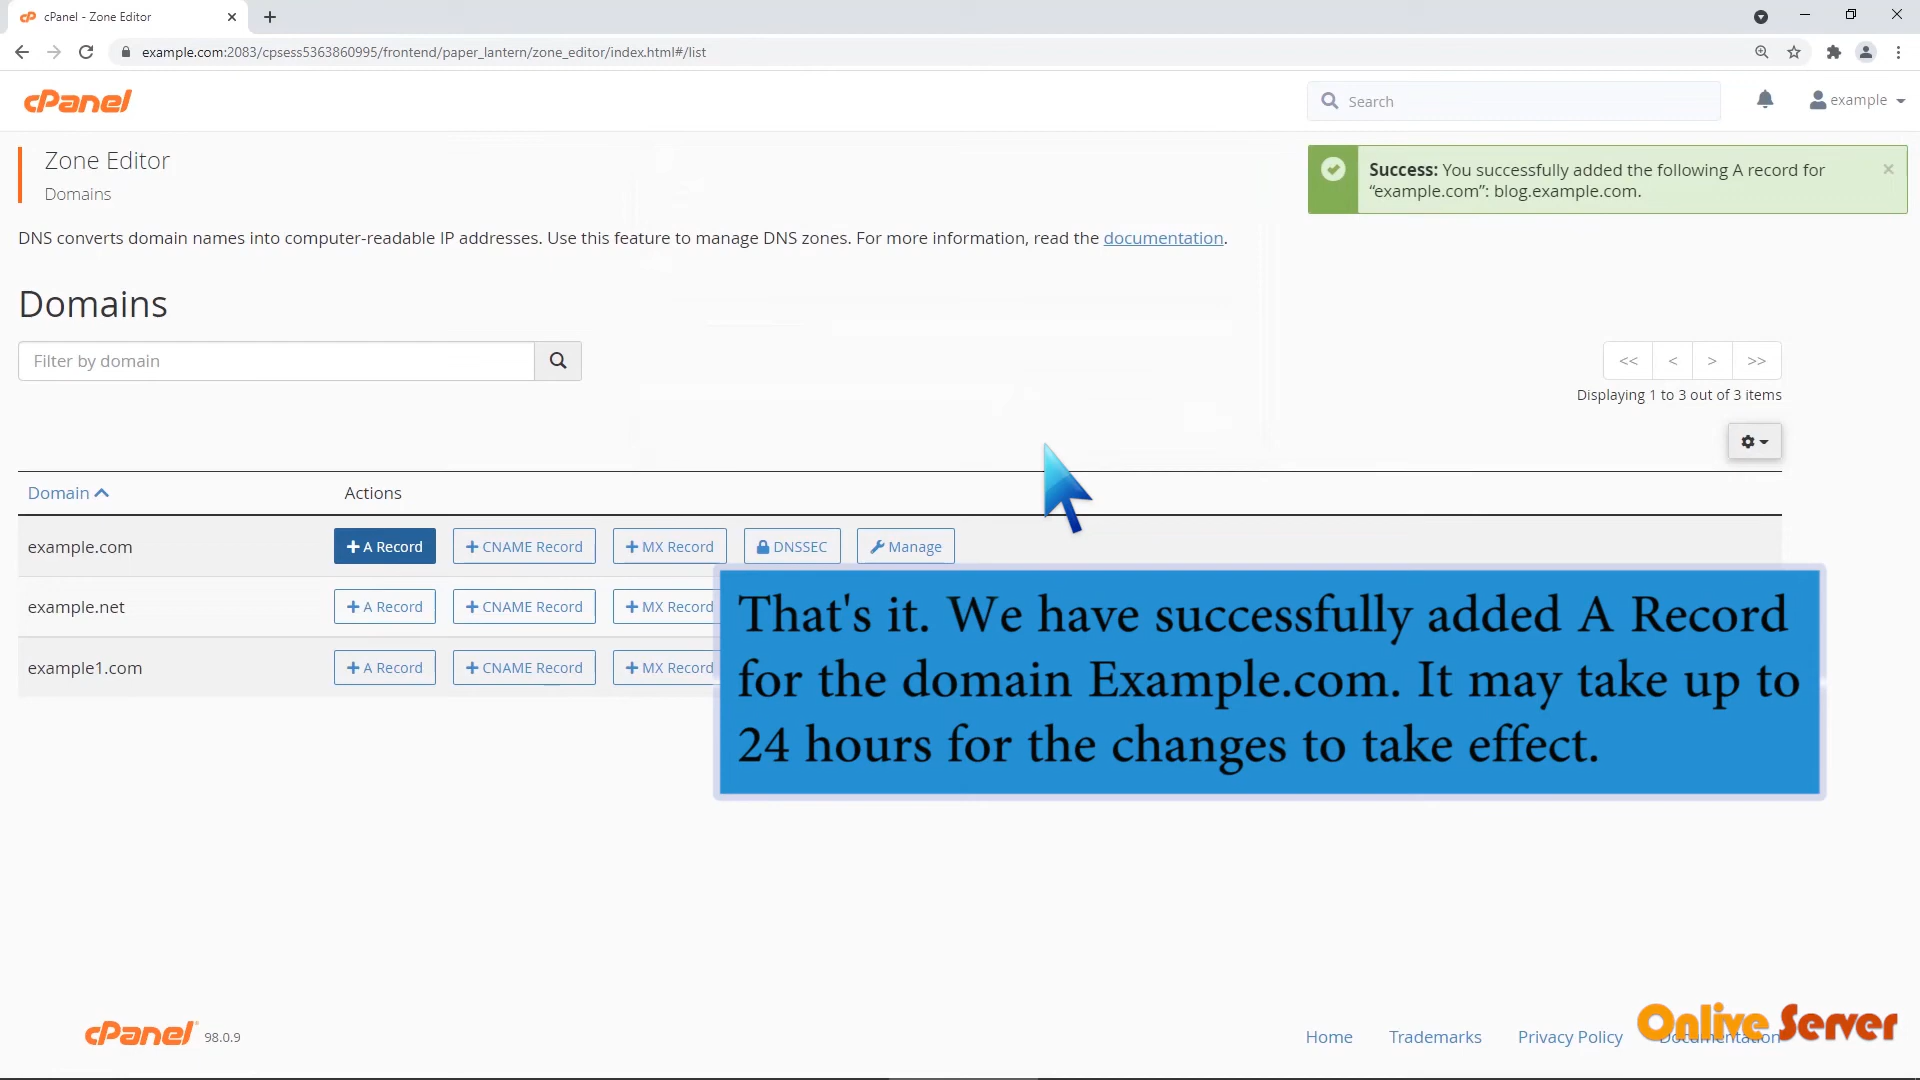 cPanel - Zone Editor
example.com:2083/cpsess5363860995/frontend/paper_lantern/zone_editor/index.html#/list
cPanel
Search
example
Zone Editor
Domains
Success: You successfully added the following A record for
“example.com”: blog.example.com.
DNS converts domain names into computer-readable IP addresses. Use this feature to manage DNS zones. For more information, read the documentation.
Domains
Filter by domain
<< < > >>
Displaying 1 to 3 out of 3 items
Domain Actions
example.com + A Record + CNAME Record + MX Record DNSSEC Manage
example.net + A Record + CNAME Record + MX Record
example1.com + A Record + CNAME Record + MX Record
That's it. We have successfully added A Record
for the domain Example.com. It may take up to
24 hours for the changes to take effect.
cPanel 98.0.9
Home Trademarks Privacy Policy Documentation
Onlive Server